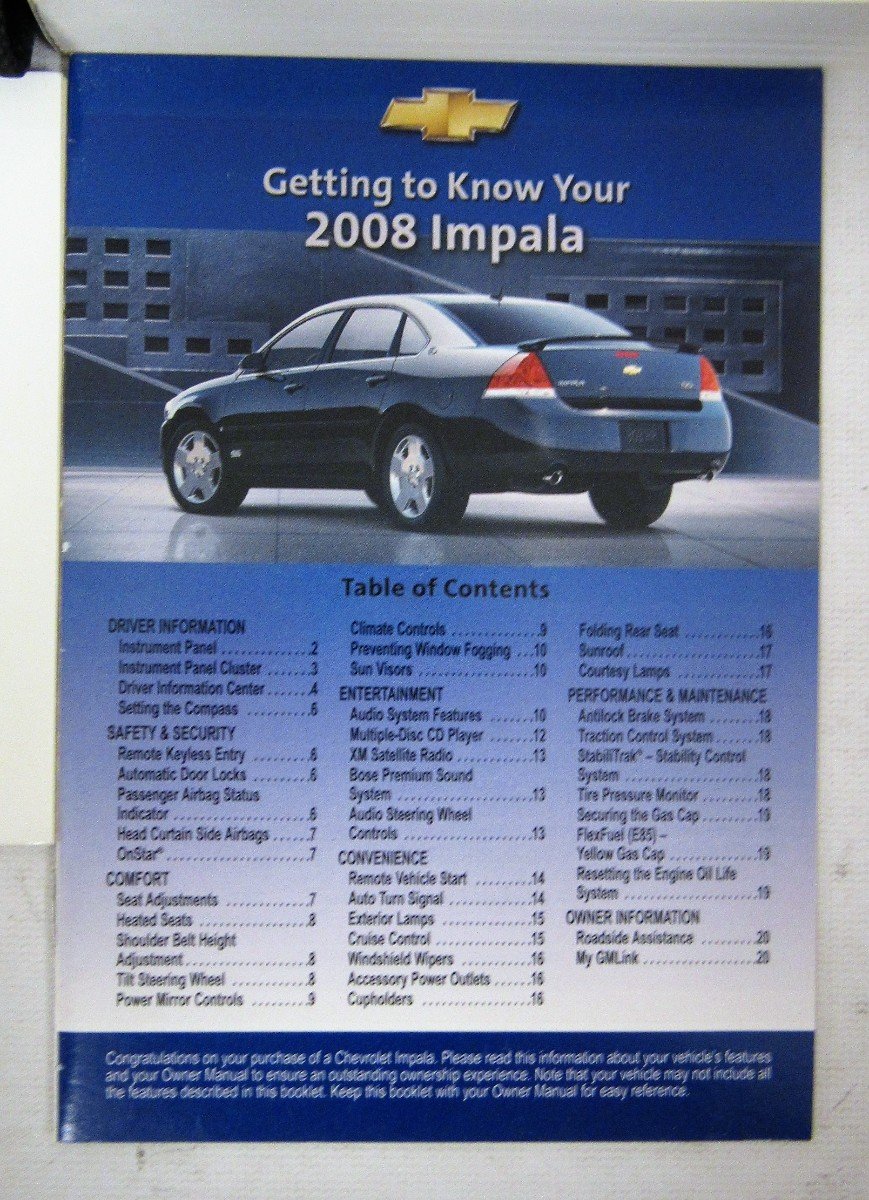 Getting to Know Your
2008 Impala
Table of Contents
DRIVER INFORMATION
Instrument Panel ..............2
Instrument Panel Cluster .......3
Driver Information Center .......4
Setting the Compass ..........6
SAFETY & SECURITY
Remote Keyless Entry ..........6
Automatic Door Locks .........6
Passenger Airbag Status
Indicator .....................6
Head Curtain Side Airbags ......7
OnStar® ......................7
COMFORT
Seat Adjustments .............7
Heated Seats .................8
Shoulder Belt Height
Adjustment ...................8
Tilt Steering Wheel ............8
Power Mirror Controls .........9
Climate Controls ..............9
Preventing Window Fogging ...10
Sun Visors ..................10
ENTERTAINMENT
Audio System Features .......10
Multiple-Disc CD Player ......12
XM Satellite Radio ............13
Bose Premium Sound
System .....................13
Audio Steering Wheel
Controls ....................13
CONVENIENCE
Remote Vehicle Start .........14
Auto Turn Signal .............14
Exterior Lamps ..............15
Cruise Control ...............15
Windshield Wipers ...........16
Accessory Power Outlets ......16
Cupholders .................16
Folding Rear Seat ............16
Sunroof .....................17
Courtesy Lamps .............17
PERFORMANCE & MAINTENANCE
Antilock Brake System ........18
Traction Control System .......18
StabiliTrak® – Stability Control
System .....................18
Tire Pressure Monitor .........18
Securing the Gas Cap .........19
FlexFuel (E85) –
Yellow Gas Cap ..............19
Resetting the Engine Oil Life
System .....................19
OWNER INFORMATION
Roadside Assistance .........20
My GMLink ..................20
Congratulations on your purchase of a Chevrolet Impala. Please read this information about your vehicle's features
and your Owner Manual to ensure an outstanding ownership experience. Note that your vehicle may not include all
the features described in this booklet. Keep this booklet with your Owner Manual for easy reference.